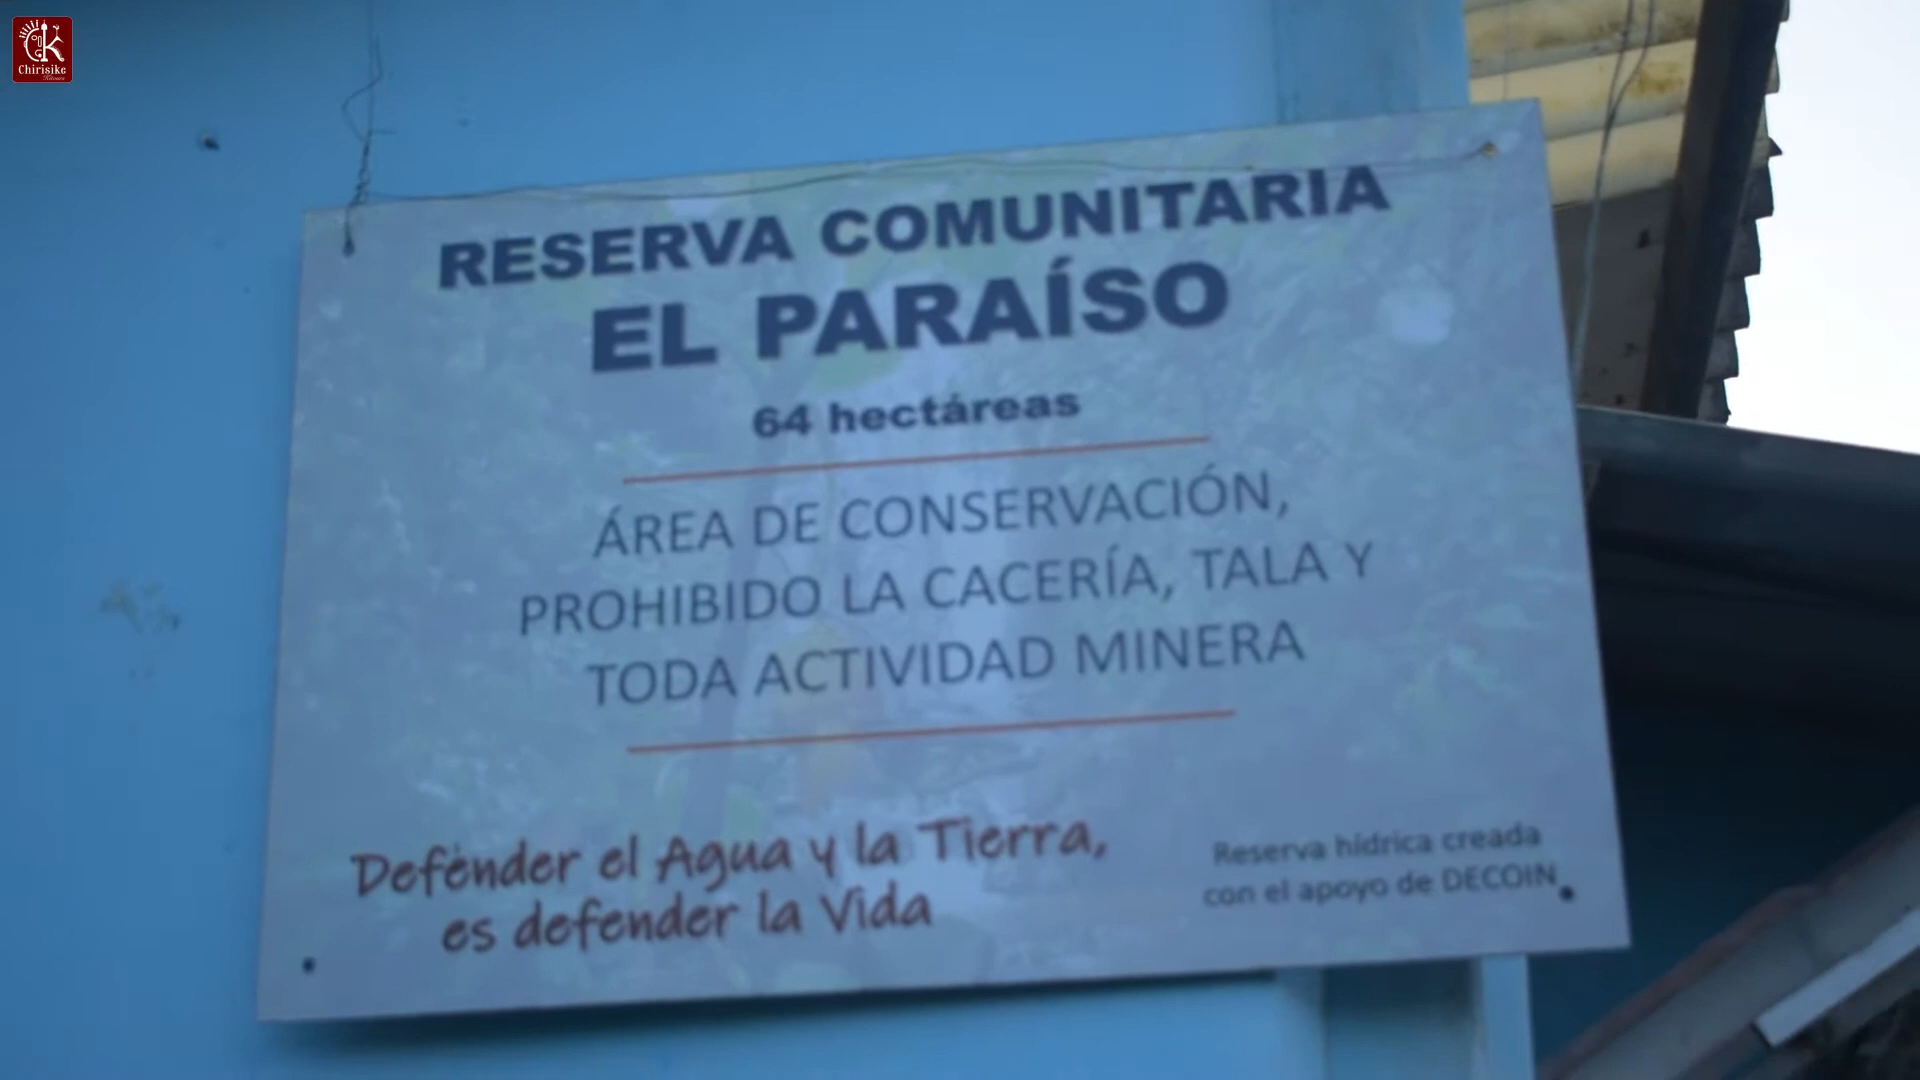 Chirisike
RESERVA COMUNITARIA
EL PARAÍSO
64 hectáreas
ÁREA DE CONSERVACIÓN,
PROHIBIDO LA CACERÍA, TALA Y
TODA ACTIVIDAD MINERA
Defender el Agua y la Tierra,
es defender la Vida
Reserva hídrica creada
con el apoyo de DECOIN